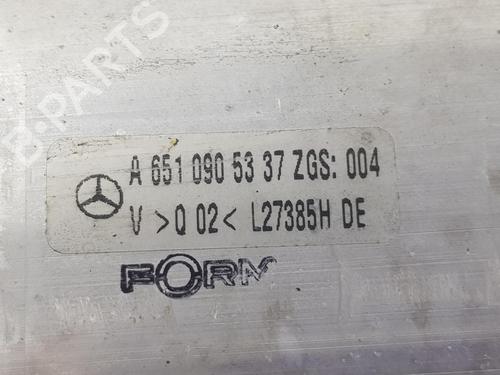 B-PARTS
A 651 090 53 37 ZGS: 004
V >Q 02< L27385H DE
FORM